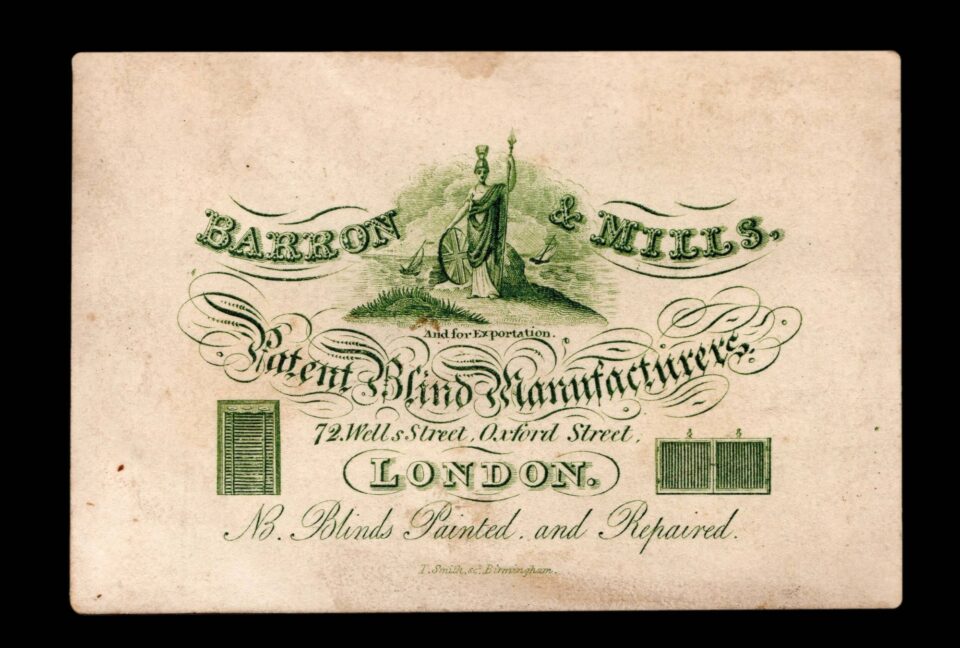 BARRON & MILLS,
And for Exportation.
Patent Blind Manufacturers,
72. Wells Street, Oxford Street,
LONDON.
NB. Blinds Painted, and Repaired.
T. Smith, sc. Birmingham.